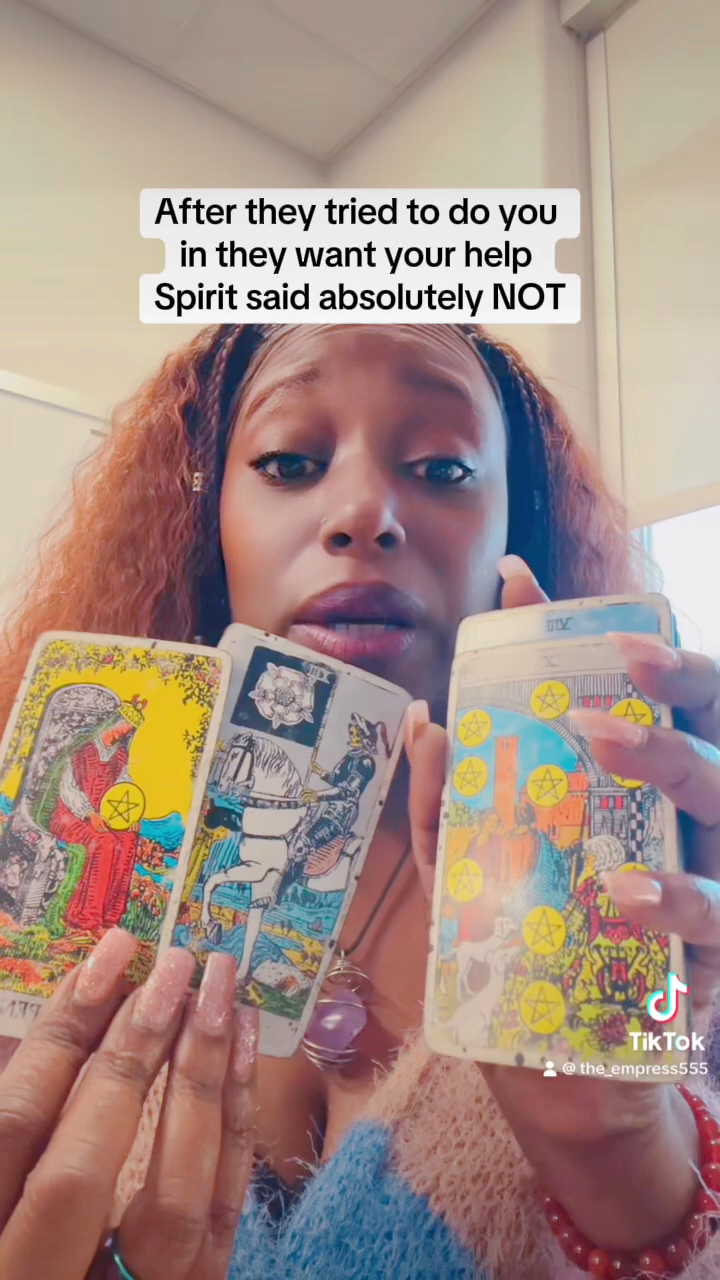 After they tried to do you
in they want your help
Spirit said absolutely NOT
X
TikTok
@the_empress555